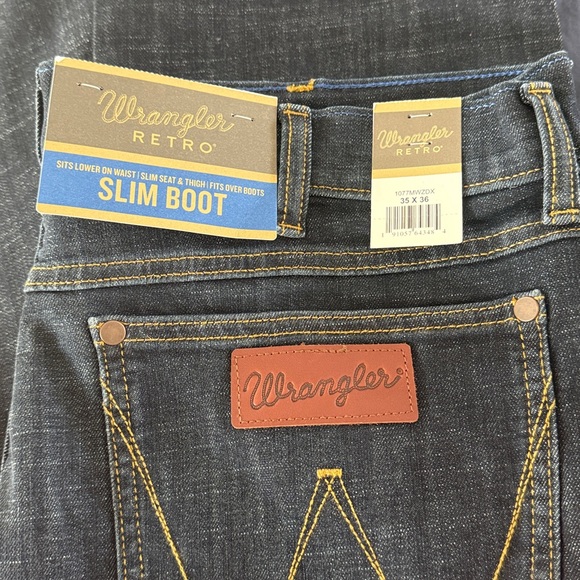 Wrangler
RETRO®
SITS LOWER ON WAIST | SLIM SEAT & THIGH | FITS OVER BOOTS
SLIM BOOT
Wrangler
RETRO®
1077MWZDX
35 X 36
Wrangler®